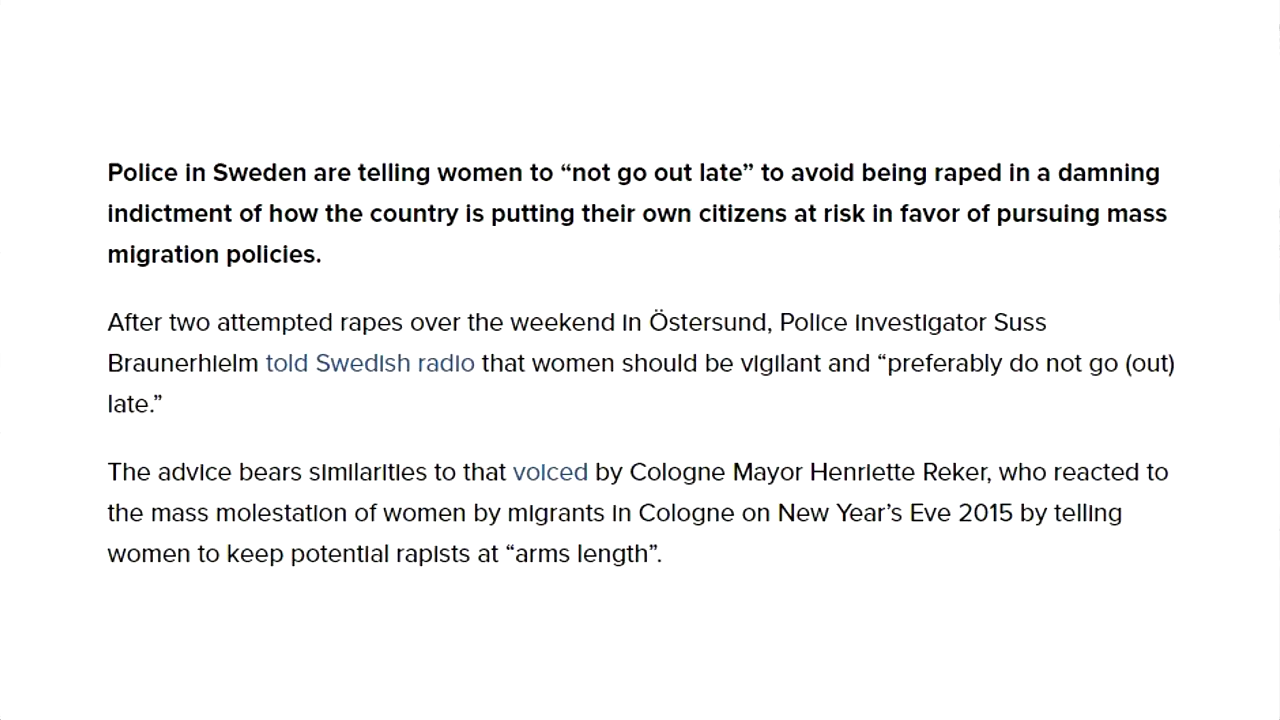 Police in Sweden are telling women to “not go out late” to avoid being raped in a damning
indictment of how the country is putting their own citizens at risk in favor of pursuing mass
migration policies.
After two attempted rapes over the weekend in Östersund, Police Investigator Suss
Braunerhielm told Swedish radio that women should be vigilant and “preferably do not go (out)
late.”
The advice bears similarities to that voiced by Cologne Mayor Henriette Reker, who reacted to
the mass molestation of women by migrants in Cologne on New Year’s Eve 2015 by telling
women to keep potential rapists at “arms length”.